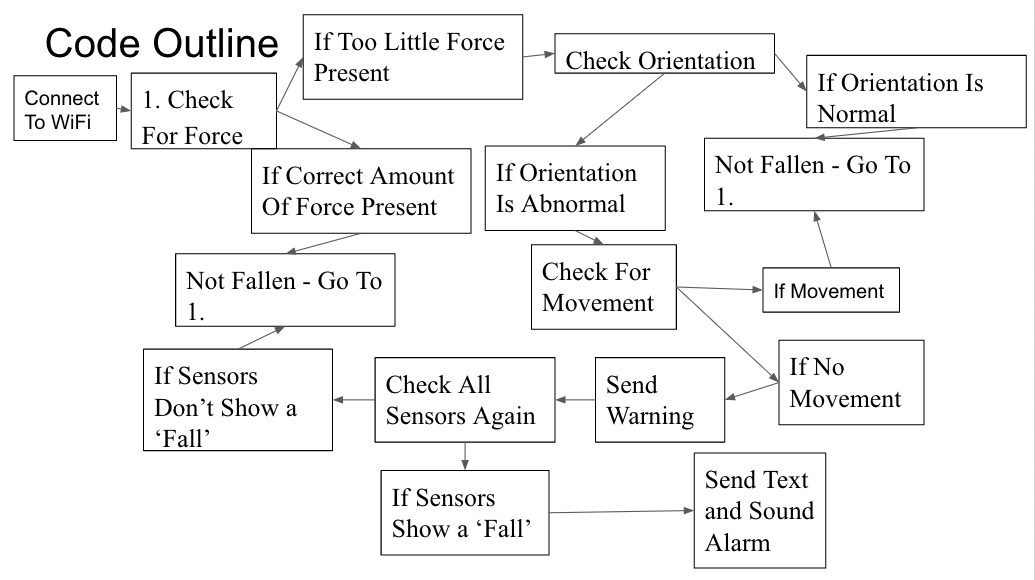 Code Outline
Connect
To WiFi
1. Check
For Force
If Too Little Force
Present
Check Orientation
If Orientation Is
Normal
If Correct Amount
Of Force Present
If Orientation
Is Abnormal
Not Fallen - Go To
1.
Not Fallen - Go To
1.
Check For
Movement
If Movement
If No
Movement
Send
Warning
Check All
Sensors Again
If Sensors
Don’t Show a
‘Fall’
If Sensors
Show a ‘Fall’
Send Text
and Sound
Alarm